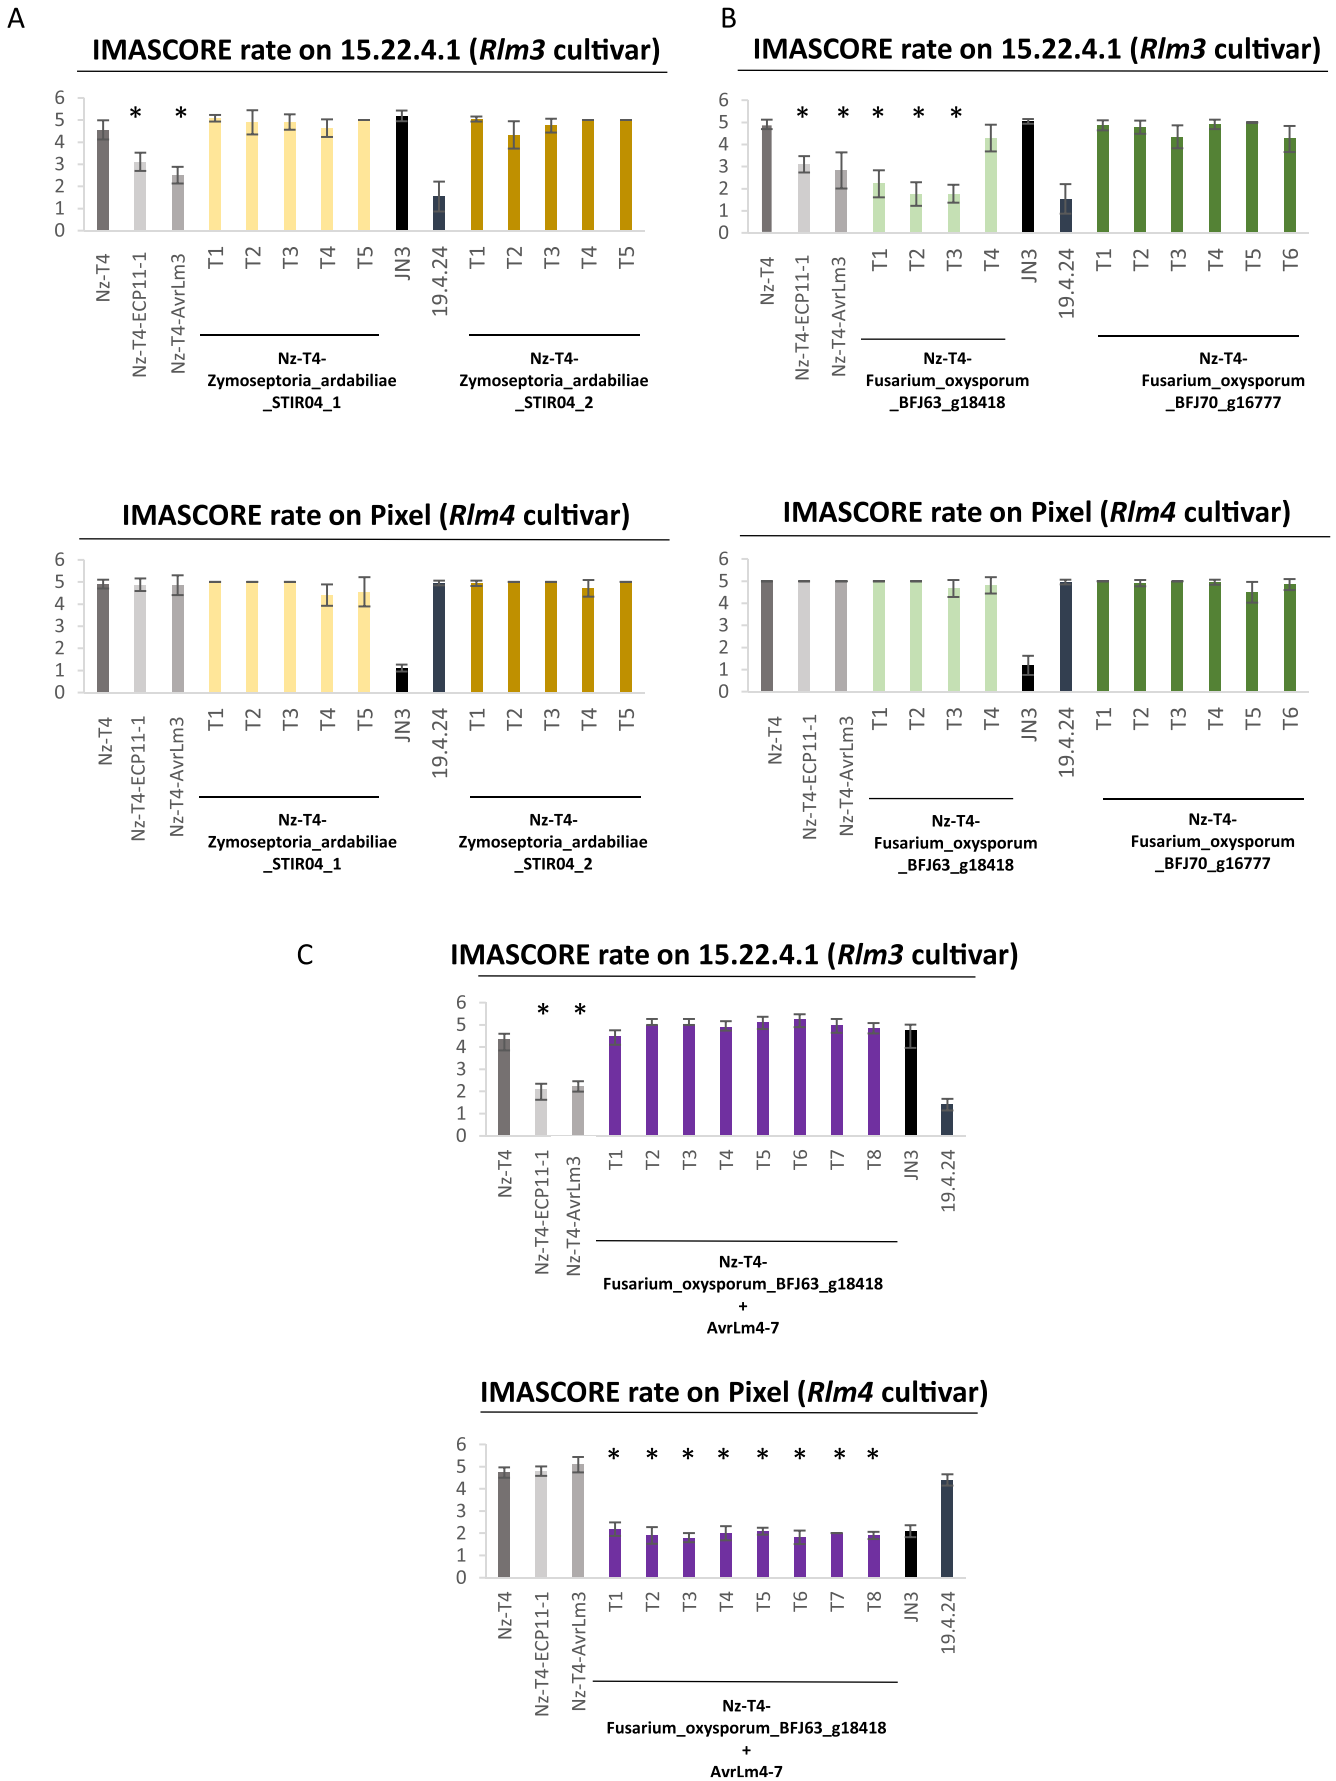 A
IMASCORE rate on 15.22.4.1 (Rlm3 cultivar)
6
5
4
3
2
1
0
* *
Nz-T4
Nz-T4-ECP11-1
Nz-T4-AvrLm3
T1
T2
T3
T4
T5
JN3
19.4.24
T1
T2
T3
T4
T5
Nz-T4-
Zymoseptoria_ardabiliae
_STIR04_1
Nz-T4-
Zymoseptoria_ardabiliae
_STIR04_2
B
IMASCORE rate on 15.22.4.1 (Rlm3 cultivar)
6
5
4
3
2
1
0
* * * * *
Nz-T4
Nz-T4-ECP11-1
Nz-T4-AvrLm3
T1
T2
T3
T4
JN3
19.4.24
T1
T2
T3
T4
T5
T6
Nz-T4-
Fusarium_oxysporum
_BFJ63_g18418
Nz-T4-
Fusarium_oxysporum
_BFJ70_g16777
IMASCORE rate on Pixel (Rlm4 cultivar)
6
5
4
3
2
1
0
Nz-T4
Nz-T4-ECP11-1
Nz-T4-AvrLm3
T1
T2
T3
T4
T5
JN3
19.4.24
T1
T2
T3
T4
T5
Nz-T4-
Zymoseptoria_ardabiliae
_STIR04_1
Nz-T4-
Zymoseptoria_ardabiliae
_STIR04_2
IMASCORE rate on Pixel (Rlm4 cultivar)
6
5
4
3
2
1
0
Nz-T4
Nz-T4-ECP11-1
Nz-T4-AvrLm3
T1
T2
T3
T4
JN3
19.4.24
T1
T2
T3
T4
T5
T6
Nz-T4-
Fusarium_oxysporum
_BFJ63_g18418
Nz-T4-
Fusarium_oxysporum
_BFJ70_g16777
C
IMASCORE rate on 15.22.4.1 (Rlm3 cultivar)
6
5
4
3
2
1
0
* *
Nz-T4
Nz-T4-ECP11-1
Nz-T4-AvrLm3
T1
T2
T3
T4
T5
T6
T7
T8
JN3
19.4.24
Nz-T4-
Fusarium_oxysporum_BFJ63_g18418
+
AvrLm4-7
IMASCORE rate on Pixel (Rlm4 cultivar)
6
5
4
3
2
1
0
* * * * * * * *
Nz-T4
Nz-T4-ECP11-1
Nz-T4-AvrLm3
T1
T2
T3
T4
T5
T6
T7
T8
JN3
19.4.24
Nz-T4-
Fusarium_oxysporum_BFJ63_g18418
+
AvrLm4-7